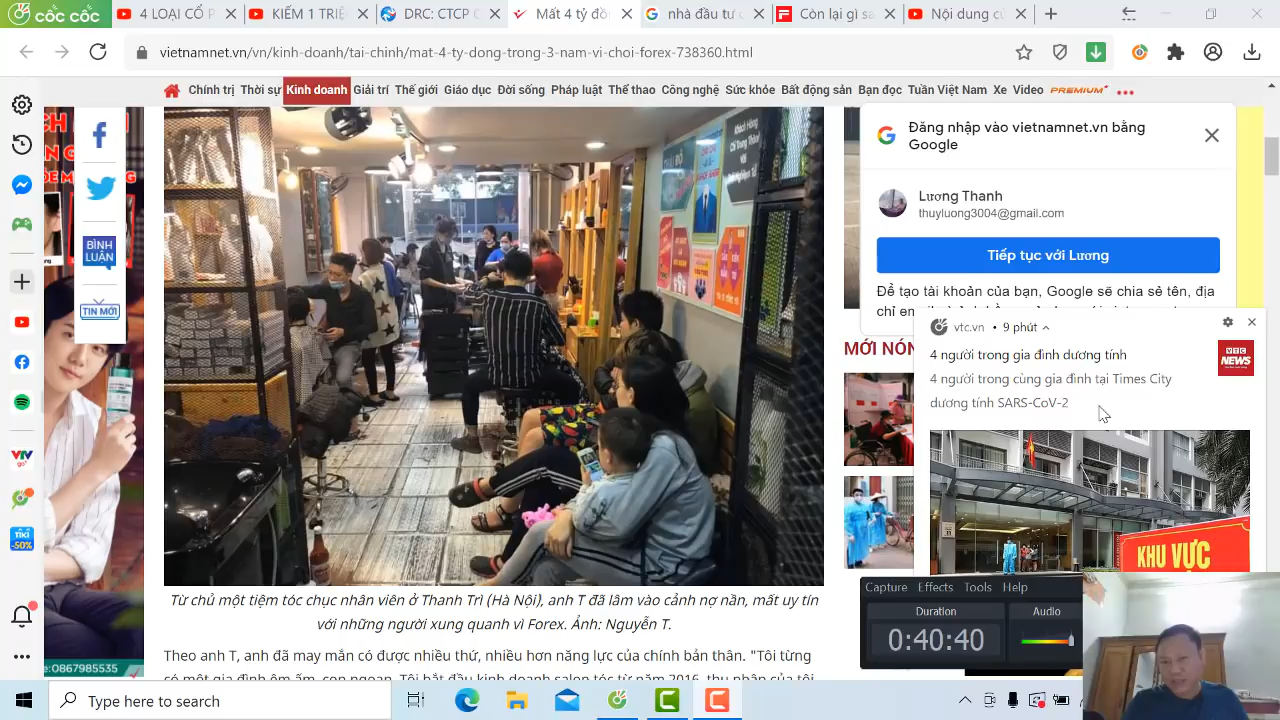 cốc cốc
4 LOẠI CỔ P
KIẾM 1 TRIỆ
DRC: CTP - C
Mất 4 tỷ đồ
nhà đầu tư
Còn lại gì sa
Nội dung c
vietnamnet.vn/vn/kinh-doanh/tai-chinh/mat-4-ty-dong-trong-3-nam-vi-choi-forex-738360.html
Chính trị Thời sự Kinh doanh Giải trí Thế giới Giáo dục Đời sống Pháp luật Thể thao Công nghệ Sức khỏe Bất động sản Bạn đọc Tuần Việt Nam Xe Video PREMIUM
BÌNH
LUẬN
TIN MỚI
Đăng nhập vào vietnamnet.vn bằng
Google
Lương Thanh
thuyluong3004@gmail.com
Tiếp tục với Lương
Để tạo tài khoản của bạn, Google sẽ chia sẻ tên, địa
MỚI NÓN
vtc.vn • 9 phút
4 người trong gia đình dương tính
4 người trong cùng gia đình tại Times City
dương tính SARS-CoV-2
VTC
NEWS
KHU VỰC
Capture Effects Tools Help
Duration
Audio
0:40:40
VTV
go
TIKI
-50%
Từ chủ một tiệm tóc chục nhân viên ở Thanh Trì (Hà Nội), anh T đã lâm vào cảnh nợ nần, mất uy tín
với những người xung quanh vì Forex. Ảnh: Nguyễn T.
Theo anh T, anh đã may mắn có được nhiều thứ, nhiều hơn năng lực của chính bản thân. "Tôi từng
:0867985535
Type here to search